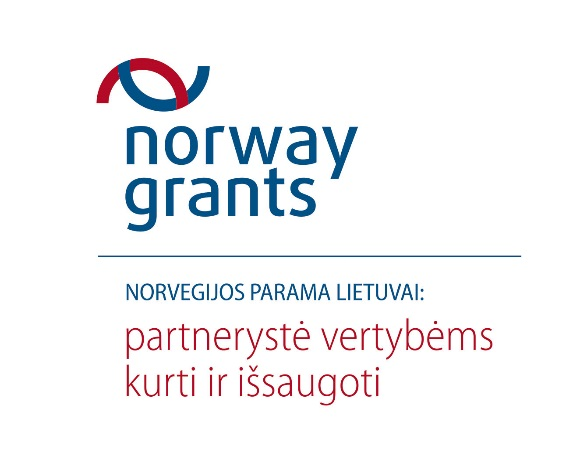 norway
grants
NORVEGIJOS PARAMA LIETUVAI:
partnerystė vertybėms
kurti ir išsaugoti